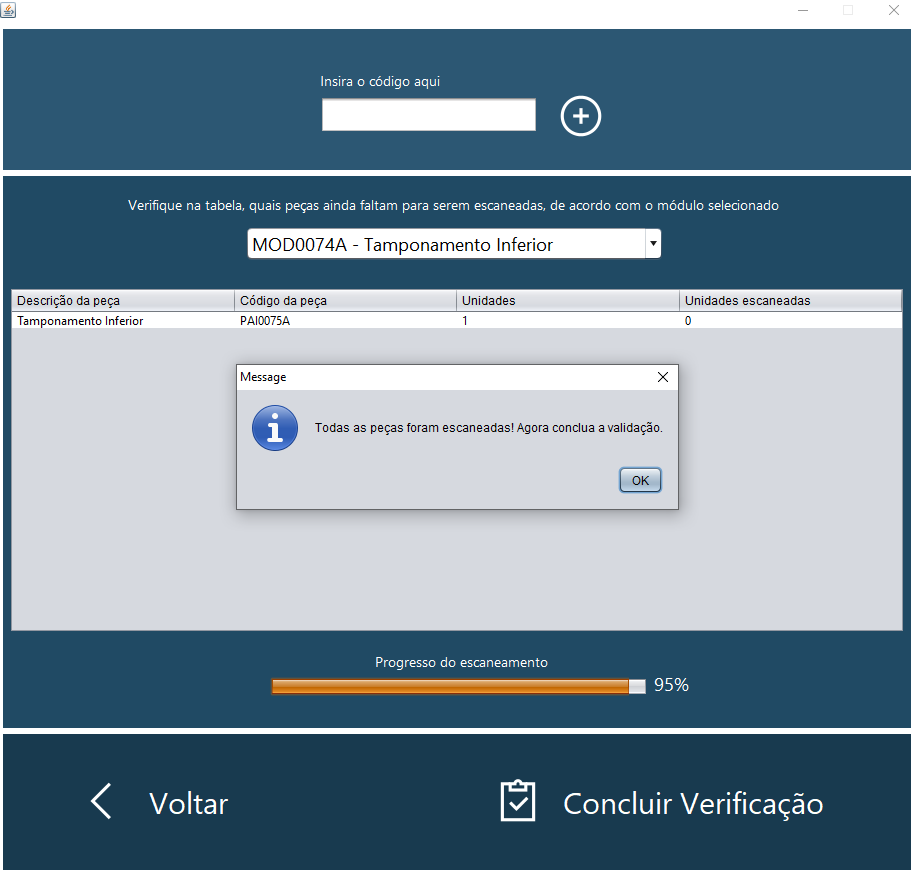 Insira o código aqui
Verifique na tabela, quais peças ainda faltam para serem escaneadas, de acordo com o módulo selecionado
MOD0074A - Tamponamento Inferior
Descrição da peça Código da peça Unidades Unidades escaneadas
Tamponamento Inferior PAI0075A 1 0
Message
Todas as peças foram escaneadas! Agora conclua a validação.
OK
Progresso do escaneamento
95%
Voltar Concluir Verificação